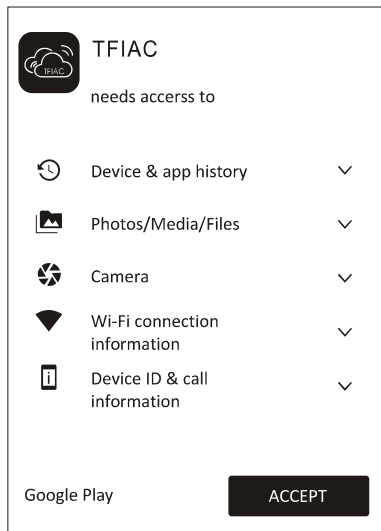 TFIAC
TFIAC
needs accerss to
Device & app history
Photos/Media/Files
Camera
Wi-Fi connection
information
Device ID & call
information
Google Play
ACCEPT